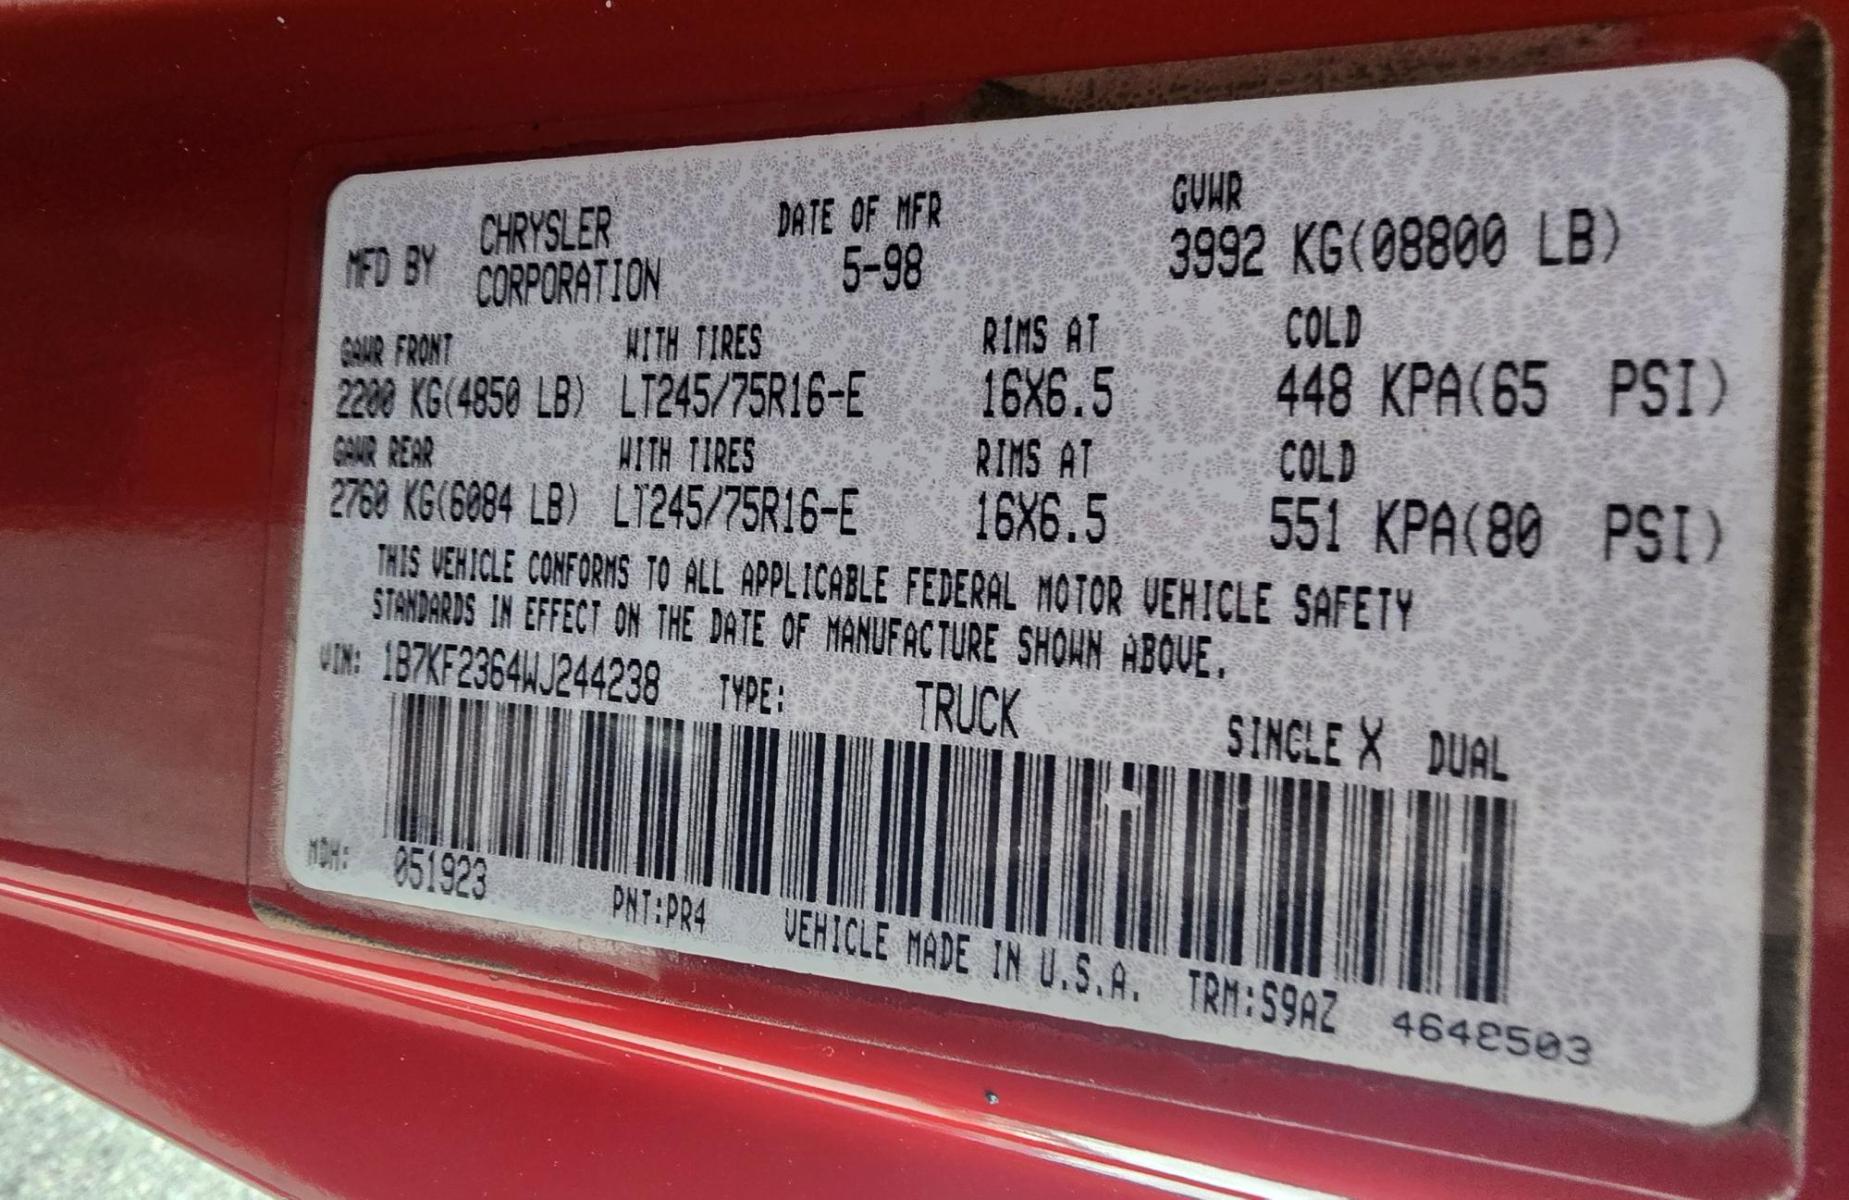 MFD BY CHRYSLER CORPORATION DATE OF MFR 5-98 GVWR 3992 KG(08800 LB)
GAWR FRONT WITH TIRES RIMS AT COLD
2200 KG(4850 LB) LT245/75R16-E 16X6.5 448 KPA(65 PSI)
GAWR REAR WITH TIRES RIMS AT COLD
2760 KG(6084 LB) LT245/75R16-E 16X6.5 551 KPA(80 PSI)
THIS VEHICLE CONFORMS TO ALL APPLICABLE FEDERAL MOTOR VEHICLE SAFETY
STANDARDS IN EFFECT ON THE DATE OF MANUFACTURE SHOWN ABOVE.
VIN: 1B7KF2364WJ244238 TYPE: TRUCK SINGLE X DUAL
MDH: 051923 PNT:PR4 VEHICLE MADE IN U.S.A. TRM:S9AZ